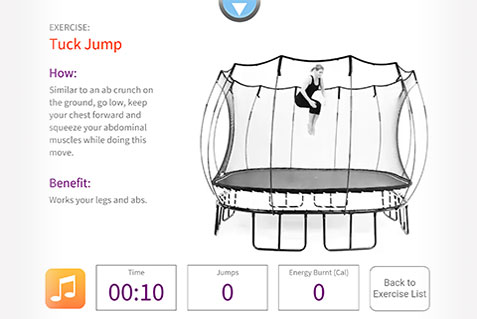 EXERCISE:
Tuck Jump
How:
Similar to an ab crunch on
the ground, go low, keep
your chest forward and
squeeze your abdominal
muscles while doing this
move.
Benefit:
Works your legs and abs.
Time
00:10
Jumps
0
Energy Burnt (Cal)
0
Back to
Exercise List